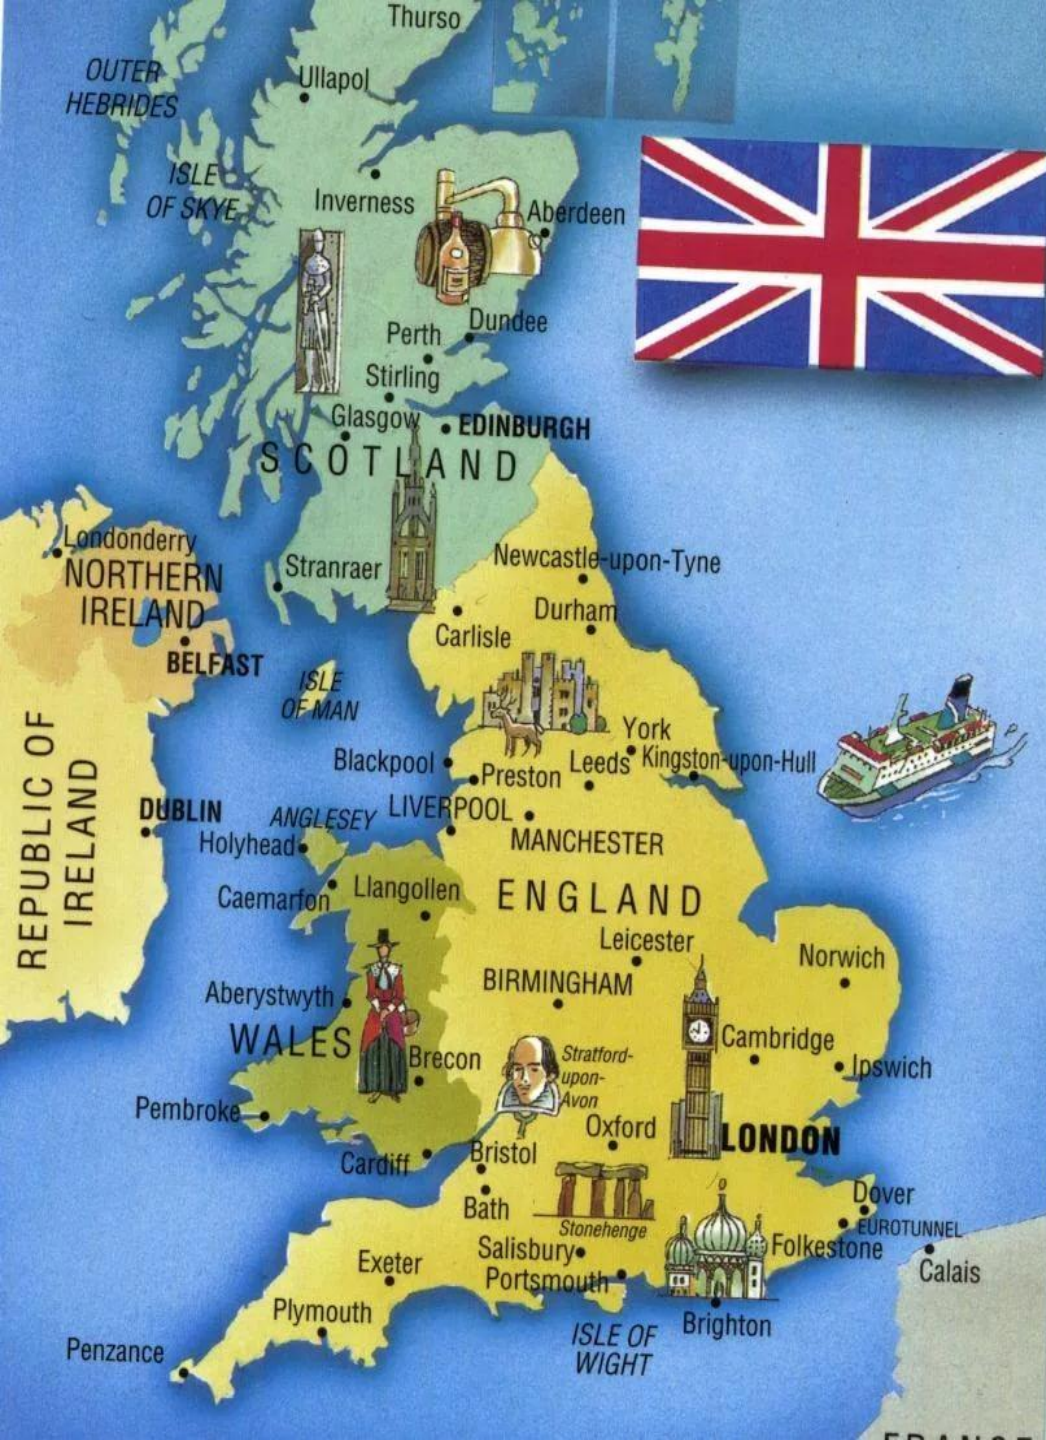 Thurso
OUTER
HEBRIDES
Ullapol
ISLE
OF SKYE
Inverness
Aberdeen
Dundee
Perth
Stirling
Glasgow
EDINBURGH
SCOTLAND
Londonderry
NORTHERN
IRELAND
BELFAST
Stranraer
Newcastle-upon-Tyne
Durham
Carlisle
ISLE
OF MAN
York
Blackpool
Leeds
Kingston-upon-Hull
Preston
REPUBLIC OF
IRELAND
DUBLIN
ANGLESEY
LIVERPOOL
Holyhead
MANCHESTER
Caemarfon
Llangollen
ENGLAND
Leicester
Norwich
BIRMINGHAM
Aberystwyth
WALES
Cambridge
Brecon
Stratford-
upon-
Avon
Ipswich
Pembroke
Oxford
LONDON
Cardiff
Bristol
Bath
Dover
Stonehenge
EUROTUNNEL
Salisbury
Folkestone
Exeter
Portsmouth
Calais
Plymouth
Brighton
ISLE OF
WIGHT
Penzance
FRANCE